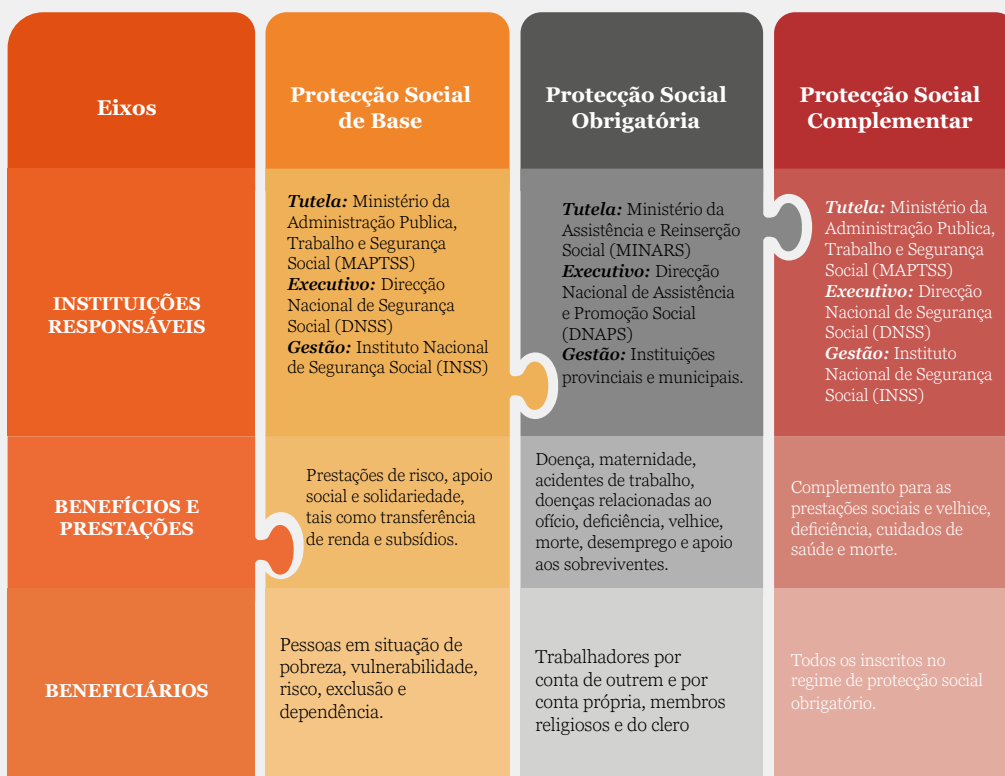 Eixos
Protecção Social
de Base
Protecção Social
Obrigatória
Protecção Social
Complementar
INSTITUIÇÕES
RESPONSÁVEIS
Tutela: Ministério da
Administração Publica,
Trabalho e Segurança
Social (MAPTSS)
Executivo: Direcção
Nacional de Segurança
Social (DNSS)
Gestão: Instituto Nacional
de Segurança Social (INSS)
Tutela: Ministério da
Assistência e Reinserção
Social (MINARS)
Executivo: Direcção
Nacional de Assistência
e Promoção Social
(DNAPS)
Gestão: Instituições
provinciais e municipais.
Tutela: Ministério da
Administração Publica,
Trabalho e Segurança
Social (MAPTSS)
Executivo: Direcção
Nacional de Segurança
Social (DNSS)
Gestão: Instituto
Nacional de Segurança
Social (INSS)
BENEFÍCIOS E
PRESTAÇÕES
Prestações de risco, apoio
social e solidariedade,
tais como transferência
de renda e subsídios.
Doença, maternidade,
acidentes de trabalho,
doenças relacionadas ao
ofício, deficiência, velhice,
morte, desemprego e apoio
aos sobreviventes.
Complemento para as
prestações sociais e velhice,
deficiência, cuidados de
saúde e morte.
BENEFICIÁRIOS
Pessoas em situação de
pobreza, vulnerabilidade,
risco, exclusão e
dependência.
Trabalhadores por
conta de outrem e por
conta própria, membros
religiosos e do clero
Todos os inscritos no
regime de protecção social
obrigatório.